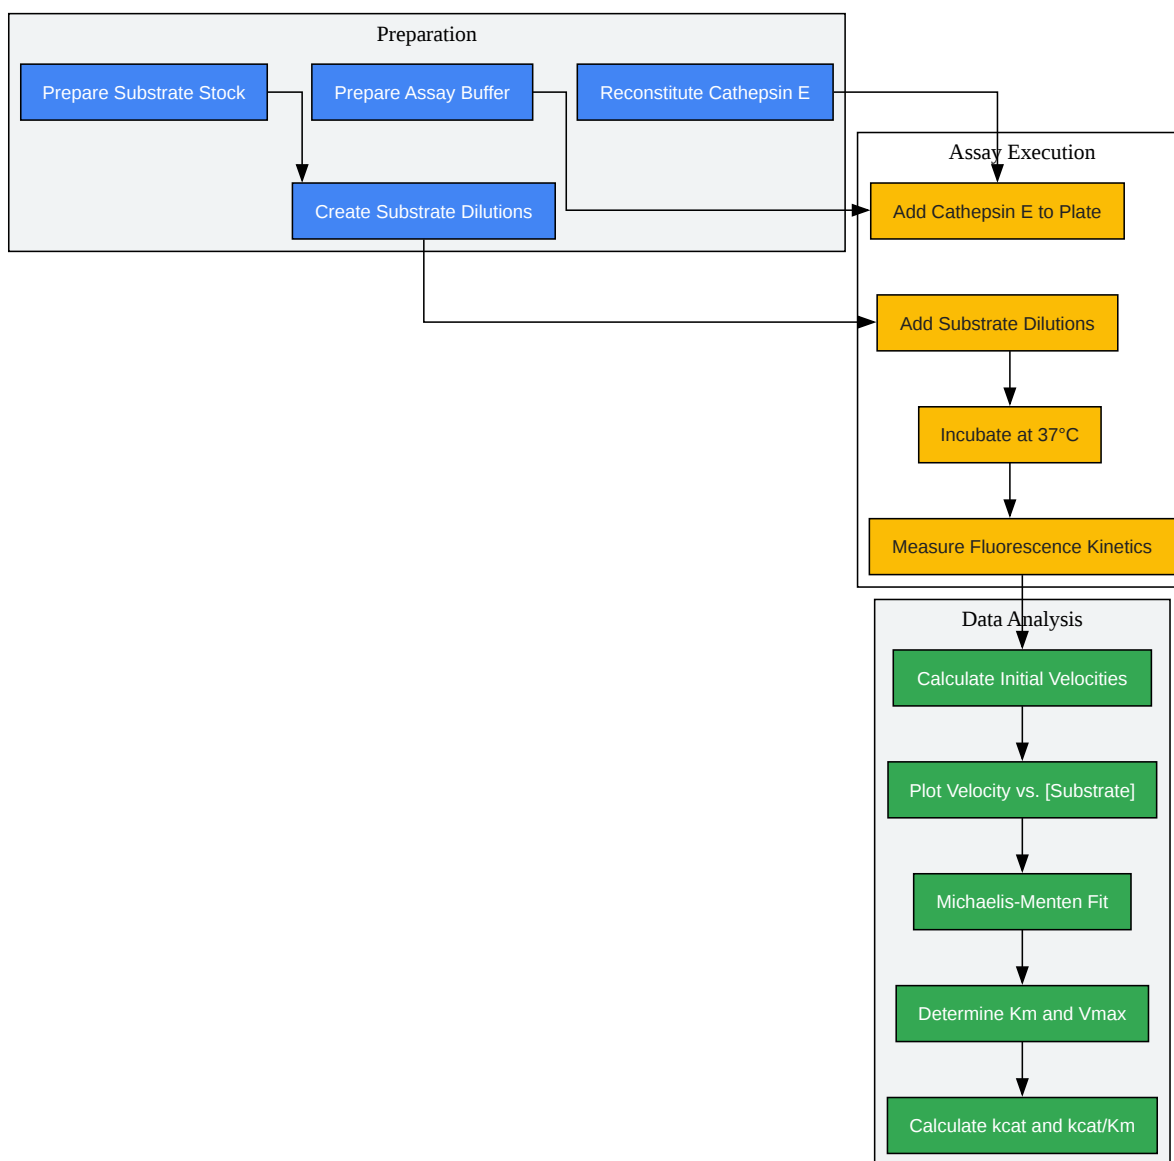 Preparation
Prepare Substrate Stock
Prepare Assay Buffer
Reconstitute Cathepsin E
Create Substrate Dilutions
Assay Execution
Add Cathepsin E to Plate
Add Substrate Dilutions
Incubate at 37°C
Measure Fluorescence Kinetics
Data Analysis
Calculate Initial Velocities
Plot Velocity vs. [Substrate]
Michaelis-Menten Fit
Determine Km and Vmax
Calculate kcat and kcat/Km